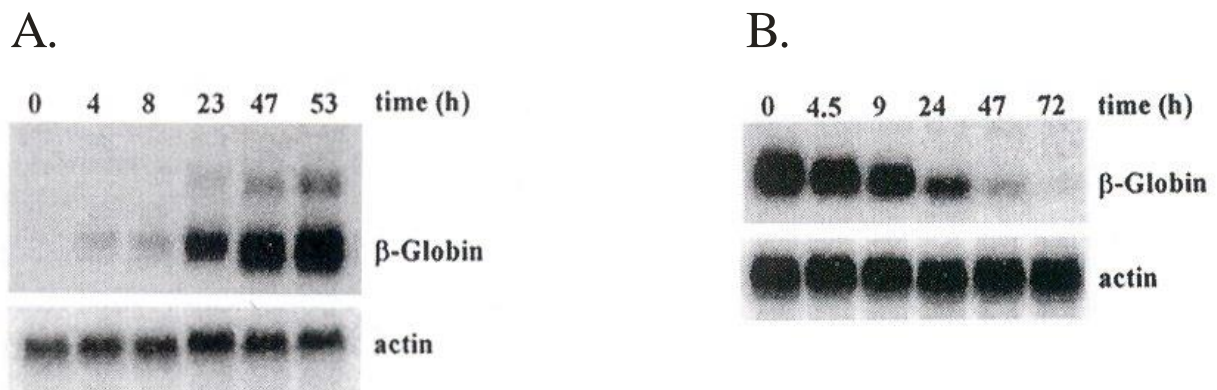 A.
0 4 8 23 47 53 time (h)
β-Globin
actin
B.
0 4.5 9 24 47 72 time (h)
β-Globin
actin